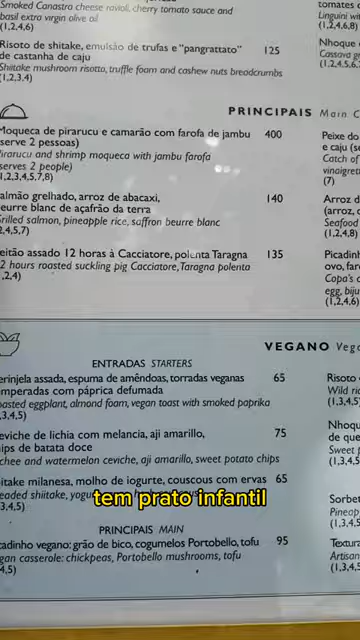 Smoked Canastra cheese ravioli, cherry tomato sauce and
basil extra virgin olive oil
(1,2,4,6)
Risoto de shitake, emulsão de trufas e "pangrattato" 125
de castanha de caju
Shiitake mushroom risotto, truffle foam and cashew nuts breadcrumbs
(1,2,3,4)
tomates c
Linguini w
(1,2,4,6,8)
Nhoque
Cassava g
(1,2,4,5,6,
PRINCIPAIS Main C
Moqueca de pirarucu e camarão com farofa de jambu 400
serve 2 pessoas)
Pirarucu and shrimp moqueca with jambu farofa
serves 2 people)
1,2,3,4,5,7,8)
almão grelhado, arroz de abacaxi, 140
eurre blanc de açafrão da terra
rilled salmon, pineapple rice, saffron beurre blanc
2,4,5,7)
eitão assado 12 horas à Cacciatore, polenta Taragna 135
2 hours roasted suckling pig Cacciatore, Taragna polenta
,2,4)
Peixe do
e caju (se
Catch of
vinaigrett
(7)
Arroz d
(arroz, c
Seafood
(1,2,4,8)
Picadinh
ovo, far
Copa's c
egg, biju
(1,2,4,6)
VEGANO Vega
ENTRADAS STARTERS
erinjela assada, espuma de amêndoas, torradas veganas 65
emperadas com páprica defumada
oasted eggplant, almond foam, vegan toast with smoked paprika
,3,4,5)
eviche de lichia com melancia, aji amarillo, 75
ips de batata doce
chee and watermelon ceviche, aji amarillo, sweet potato chips
itake milanesa, molho de iogurte, couscous com ervas 65
eaded shiitake, yogu
3,4,5)
tem prato infantil
PRINCIPAIS MAIN
cadinho vegano: grão de bico, cogumelos Portobello, tofu 95
gan casserole: chickpeas, Portobello mushrooms, tofu
4,5)
Risoto
Wild ric
(1,3,4,5
Nhoqu
de que
Sweet p
(1,3,4,5
Sorbet
Pineap
(1,3,4,5
Textura
Artisan
(1,3,4,5